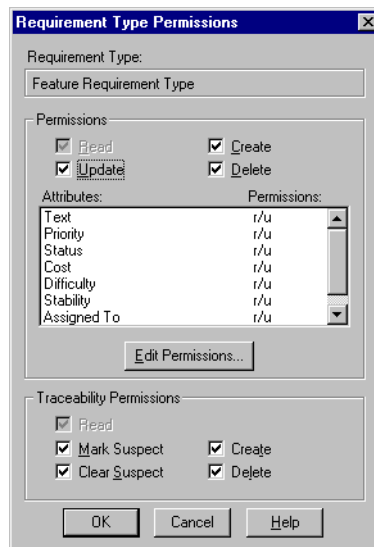 Requirement Type Permissions
Requirement Type:
Feature Requirement Type
Permissions
Read Create
Update Delete
Attributes: Permissions:
Text r/u
Priority r/u
Status r/u
Cost r/u
Difficulty r/u
Stability r/u
Assigned To r/u
Edit Permissions...
Traceability Permissions
Read
Mark Suspect Create
Clear Suspect Delete
OK Cancel Help